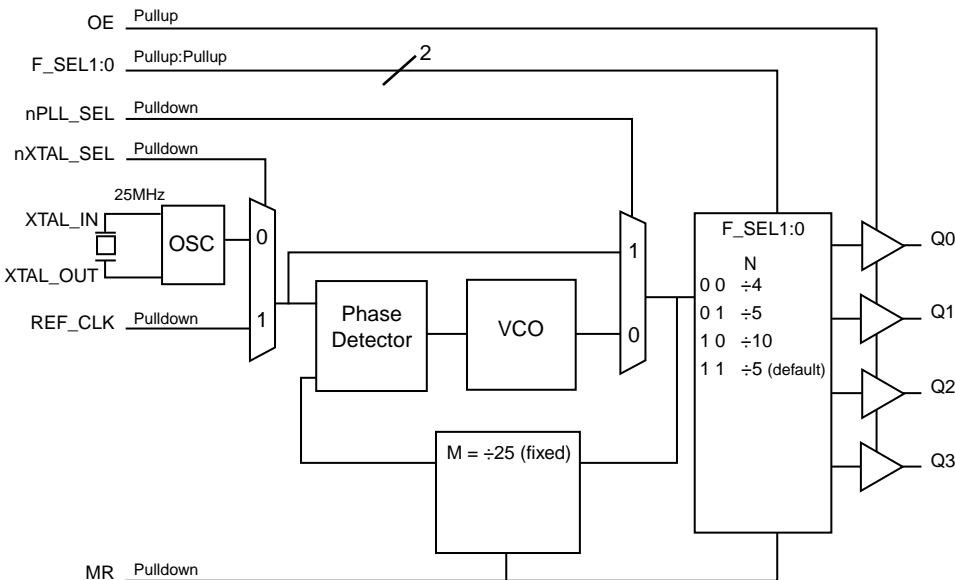 OE Pullup
F_SEL1:0 Pullup:Pullup 2
nPLL_SEL Pulldown
nXTAL_SEL Pulldown
25MHz
XTAL_IN
OSC
XTAL_OUT
REF_CLK Pulldown
0
1
Phase
Detector
VCO
1
0
M = ÷25 (fixed)
F_SEL1:0
N
0 0 ÷4
0 1 ÷5
1 0 ÷10
1 1 ÷5 (default)
Q0
Q1
Q2
Q3
MR Pulldown